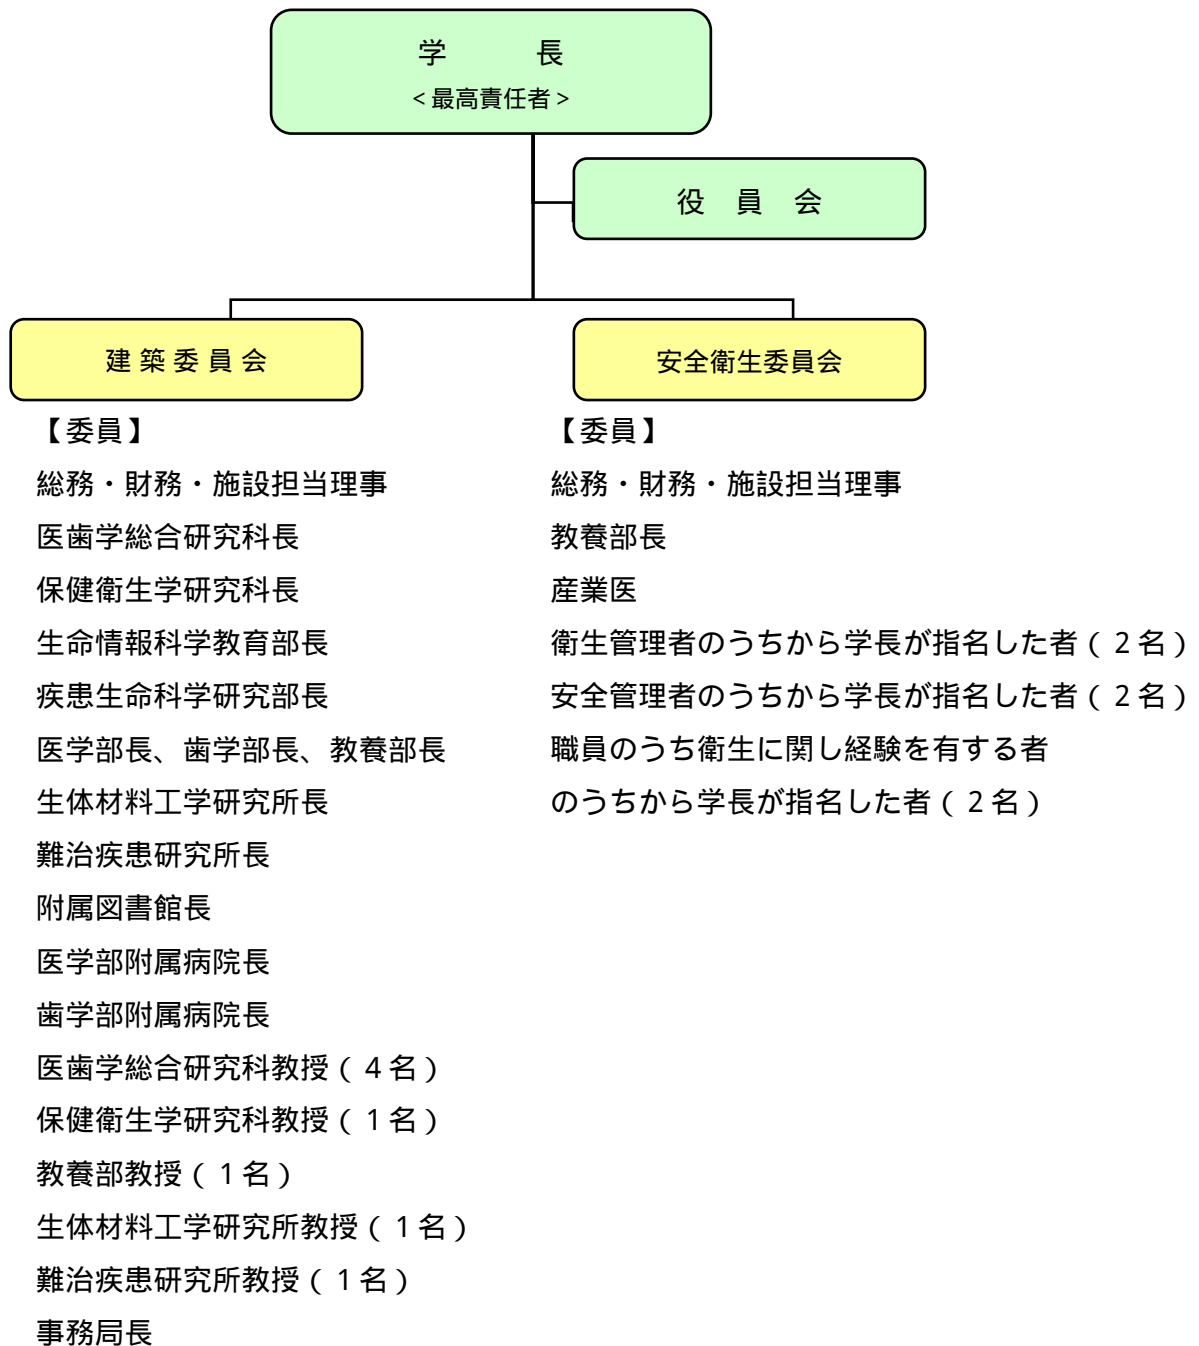 学　　　長
<最高責任者>
役　員　会
建 築 委 員 会
安全衛生委員会
【委員】
総務・財務・施設担当理事
医歯学総合研究科長
保健衛生学研究科長
生命情報科学教育部長
疾患生命科学研究部長
医学部長、歯学部長、教養部長
生体材料工学研究所長
難治疾患研究所長
附属図書館長
医学部附属病院長
歯学部附属病院長
医歯学総合研究科教授(4名)
保健衛生学研究科教授(1名)
教養部教授(1名)
生体材料工学研究所教授(1名)
難治疾患研究所教授(1名)
事務局長
【委員】
総務・財務・施設担当理事
教養部長
産業医
衛生管理者のうちから学長が指名した者(2名)
安全管理者のうちから学長が指名した者(2名)
職員のうち衛生に関し経験を有する者
のうちから学長が指名した者(2名)